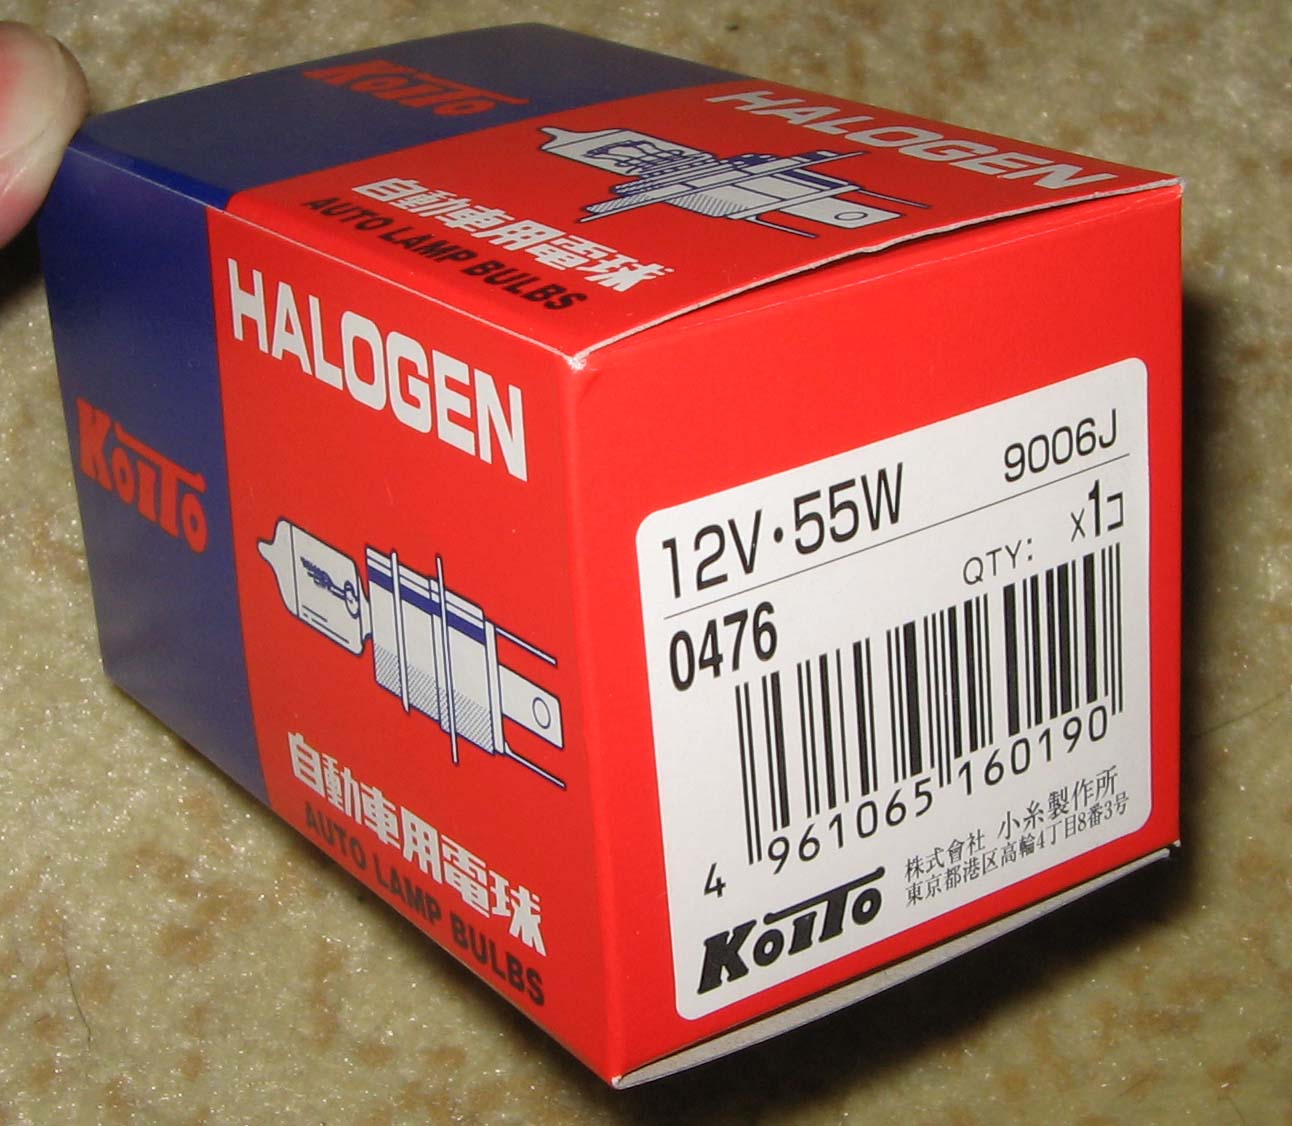 Koito
HALOGEN
自動車用電球
AUTO LAMP BULBS
HALOGEN
Koito
自動車用電球
AUTO LAMP BULBS
12V・55W 9006J
0476 QTY: x1コ
4 961065 160190
Koito
株式會社 小糸製作所
東京都港区高輪4丁目8番3号